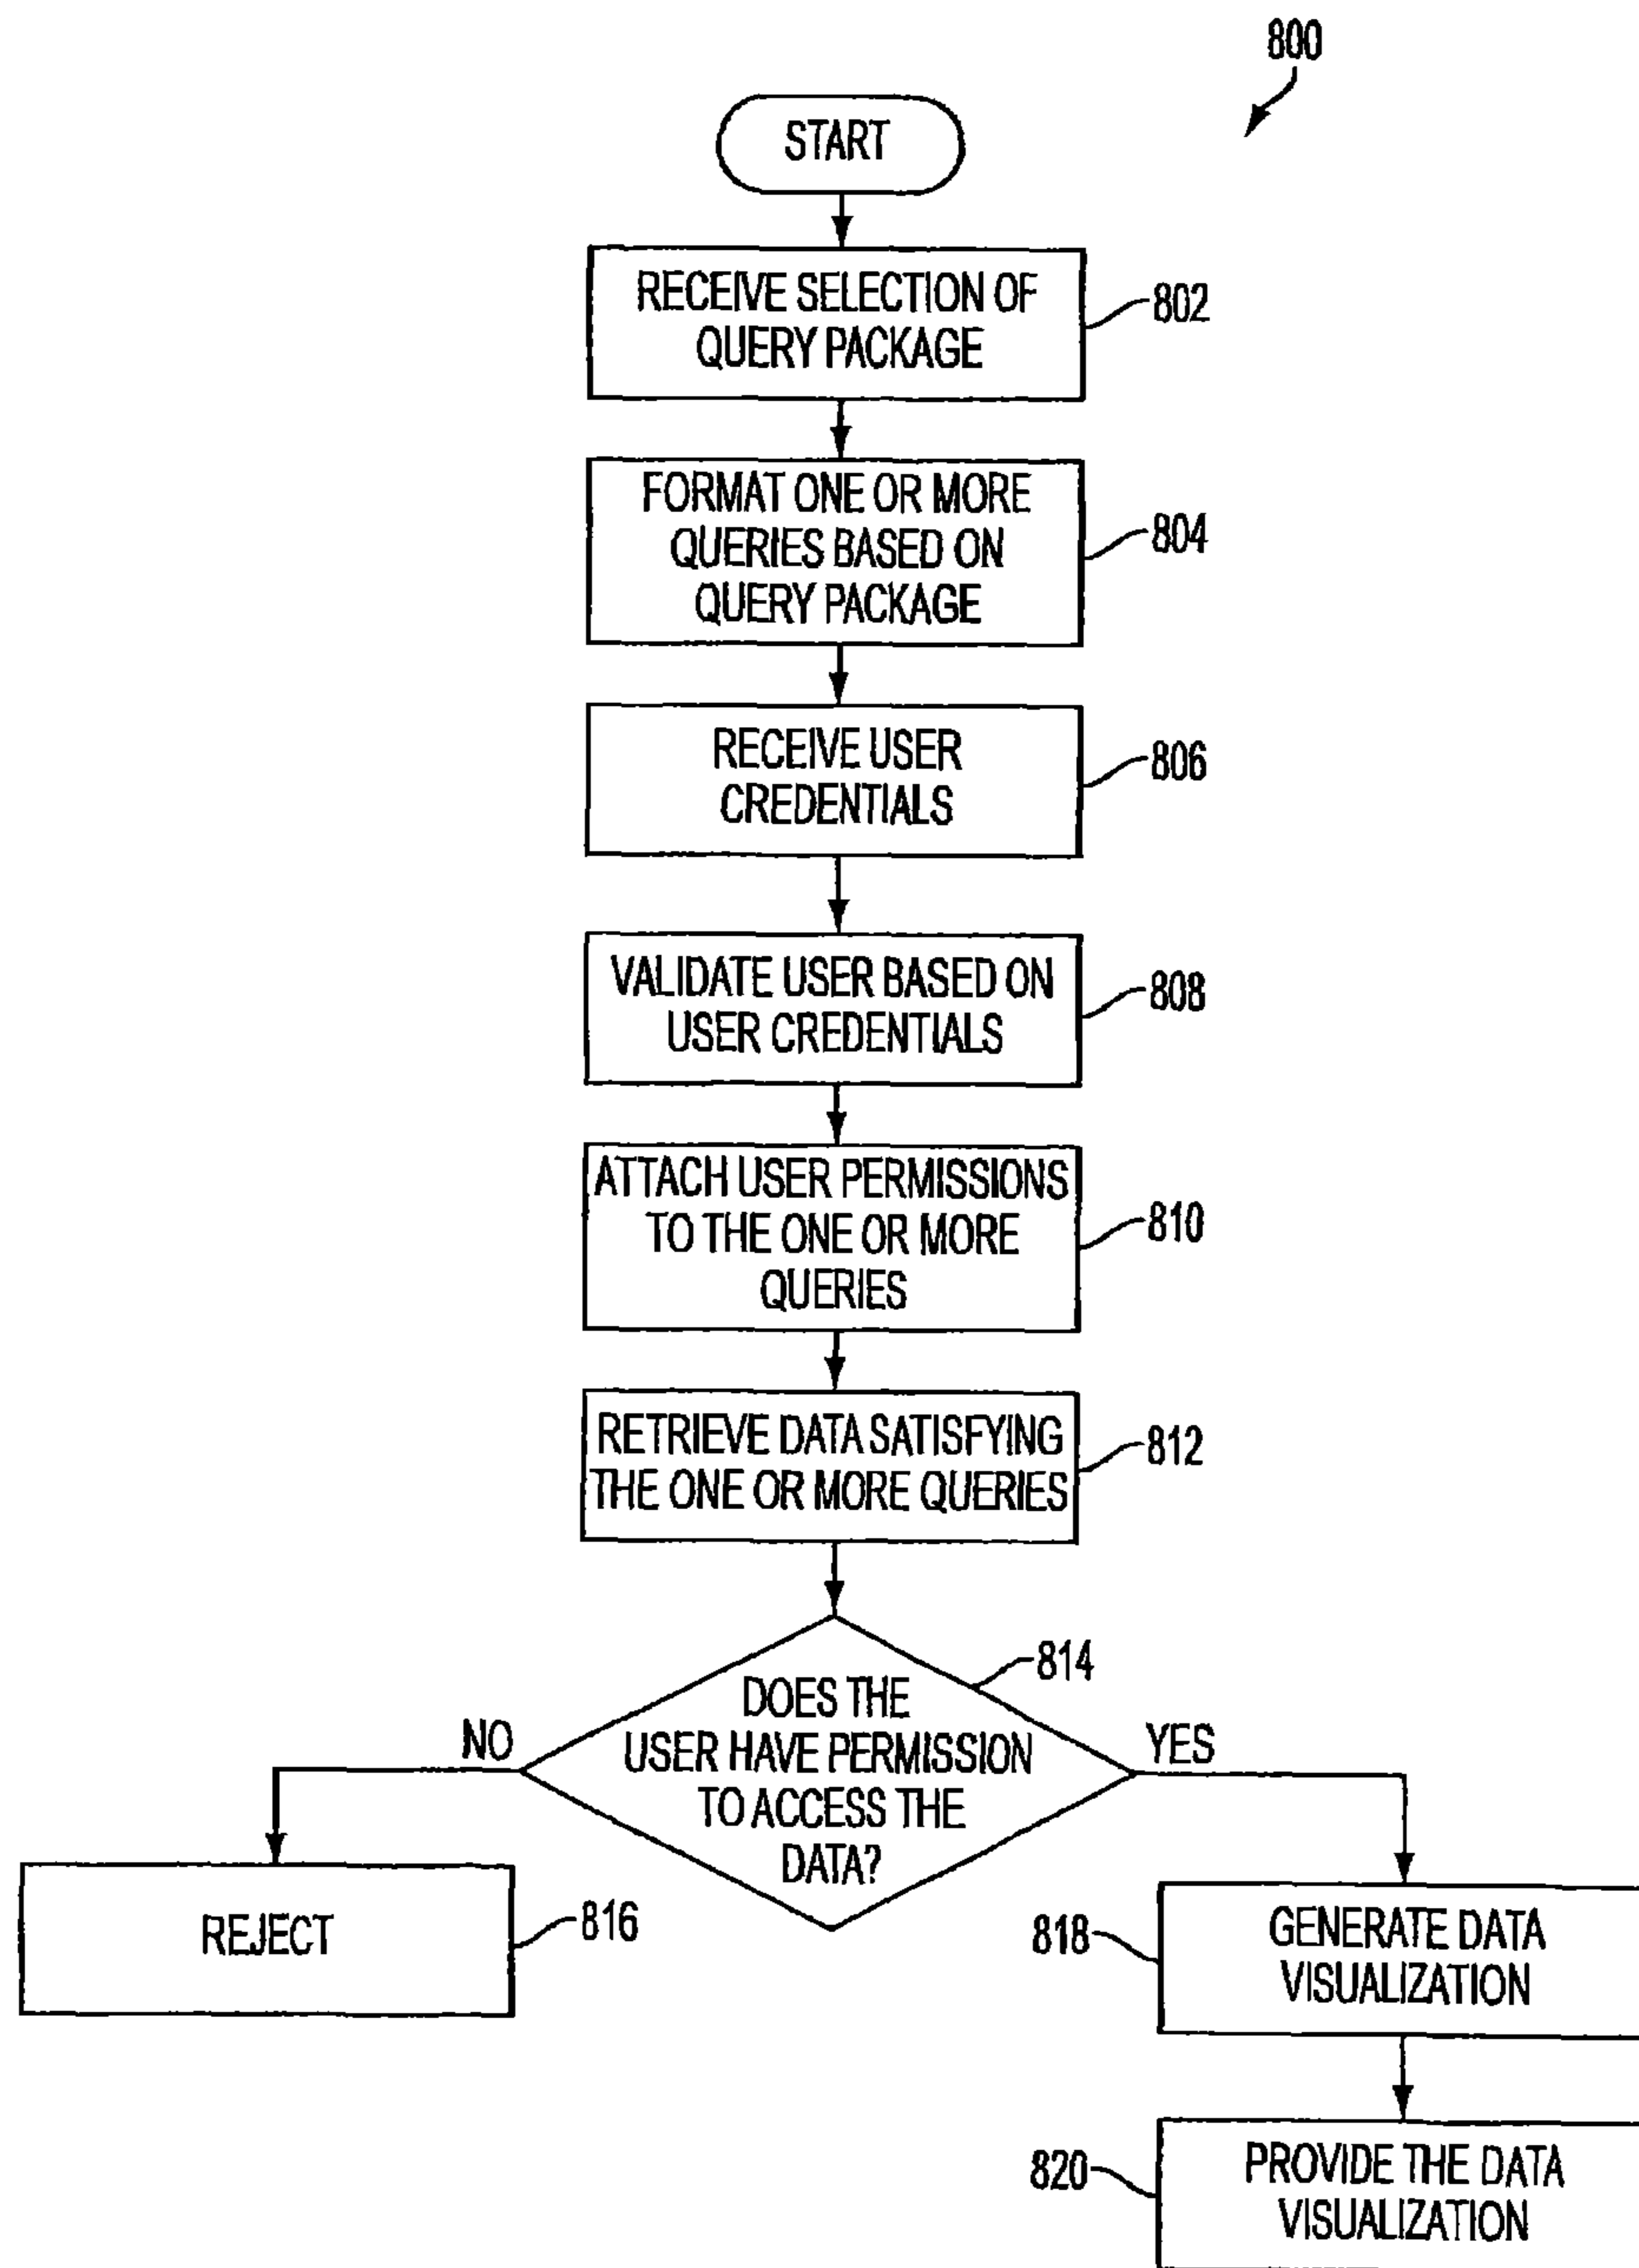 800
START
RECEIVE SELECTION OF
QUERY PACKAGE
802
FORMAT ONE OR MORE
QUERIES BASED ON
QUERY PACKAGE
804
RECEIVE USER
CREDENTIALS
806
VALIDATE USER BASED ON
USER CREDENTIALS
808
ATTACH USER PERMISSIONS
TO THE ONE OR MORE
QUERIES
810
RETRIEVE DATA SATISFYING
THE ONE OR MORE QUERIES
812
814
DOES THE
USER HAVE PERMISSION
TO ACCESS THE
DATA?
NO
YES
REJECT
816
818
GENERATE DATA
VISUALIZATION
820
PROVIDE THE DATA
VISUALIZATION